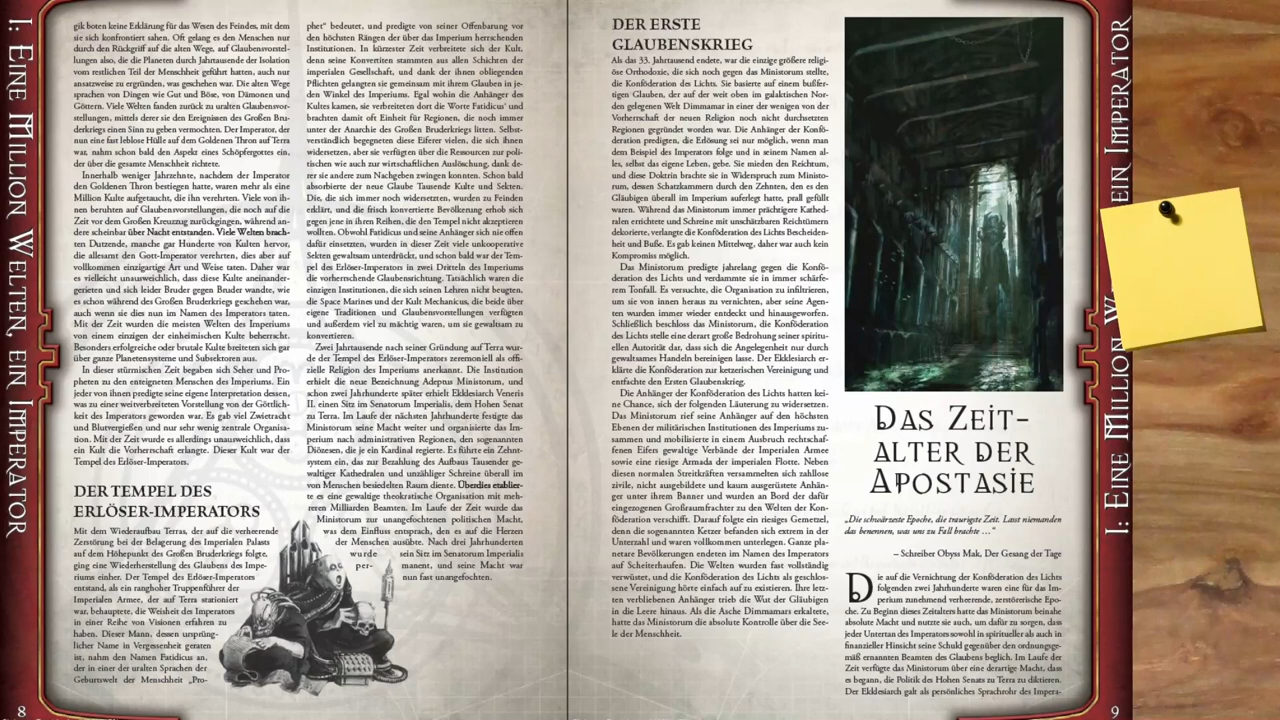 I: Eine Million Welten, ein Imperator
gik boten keine Erklärung für das Wesen des Feindes, mit dem
sie sich konfrontiert sahen. Oft gelang es den Menschen nur
durch den Rückgriff auf die alten Wege, auf Glaubensvorstel-
lungen also, die die Planeten durch Jahrtausende der Isolation
vom restlichen Teil der Menschheit geführt hatten, auch nur
ansatzweise zu ergründen, was geschehen war. Die alten Wege
sprachen von Dingen wie Gut und Böse, von Dämonen und
Göttern. Viele Welten fanden zurück zu uralten Glaubensvor-
stellungen, mittels derer sie den Ereignissen des Großen Bru-
derkriegs einen Sinn zu geben vermochten. Der Imperator, der
nun eine fast leblose Hülle auf dem Goldenen Thron auf Terra
war, nahm schon bald den Aspekt eines Schöpfergottes ein,
der über die gesamte Menschheit richtete.
Innerhalb weniger Jahrzehnte, nachdem der Imperator
den Goldenen Thron bestiegen hatte, waren mehr als eine
Million Kulte aufgetaucht, die ihn verehrten. Viele von ih-
nen beruhten auf Glaubensvorstellungen, die noch auf die
Zeit vor dem Großen Kreuzzug zurückgingen, während an-
dere scheinbar über Nacht entstanden. Viele Welten brach-
ten Dutzende, manche gar Hunderte von Kulten hervor,
die allesamt den Gott-Imperator verehrten, dies aber auf
vollkommen einzigartige Art und Weise taten. Daher war
es vielleicht unausweichlich, dass diese Kulte aneinander-
gerieten und sich leider Bruder gegen Bruder wandte, wie
es schon während des Großen Bruderkriegs geschehen war,
auch wenn sie dies nun im Namen des Imperators taten.
Mit der Zeit wurden die meisten Welten des Imperiums
von einem einzigen der einheimischen Kulte beherrscht.
Besonders erfolgreiche oder brutale Kulte breiteten sich gar
über ganze Planetensysteme und Subsektoren aus.
In dieser stürmischen Zeit begaben sich Seher und Pro-
pheten zu den enteigneten Menschen des Imperiums. Ein
jeder von ihnen predigte seine eigene Interpretation dessen,
was zu einer weitverbreiteten Vorstellung von der Göttlich-
keit des Imperators geworden war. Es gab viel Zwietracht
und Blutvergießen und nur sehr wenig zentrale Organisa-
tion. Mit der Zeit wurde es allerdings unausweichlich, dass
ein Kult die Vorherrschaft erlangte. Dieser Kult war der
Tempel des Erlöser-Imperators.
DER TEMPEL DES
ERLÖSER-IMPERATORS
Mit dem Wiederaufbau Terras, der auf die verheerende
Zerstörung bei der Belagerung des Imperialen Palasts
auf dem Höhepunkt des Großen Bruderkriegs folgte,
ging eine Wiederherstellung des Glaubens des Impe-
riums einher. Der Tempel des Erlöser-Imperators
entstand, als ein ranghoher Truppenführer der
Imperialen Armee, der auf Terra stationiert
war, behauptete, die Weisheit des Imperators
in einer Reihe von Visionen erfahren zu
haben. Dieser Mann, dessen ursprüng-
licher Name in Vergessenheit geraten
ist, nahm den Namen Fatidicus an,
der in einer der uralten Sprachen der
Geburtswelt der Menschheit „Pro-
phet“ bedeutet, und predigte von seiner Offenbarung vor
den höchsten Rängen der über das Imperium herrschenden
Institutionen. In kürzester Zeit verbreitete sich der Kult,
denn seine Konvertiten stammten aus allen Schichten der
imperialen Gesellschaft, und dank der ihnen obliegenden
Pflichten gelangten sie gemeinsam mit ihrem Glauben in je-
den Winkel des Imperiums. Egal wohin die Anhänger des
Kultes kamen, sie verbreiteten dort die Worte Fatidicus' und
brachten damit oft Einheit für Regionen, die noch immer
unter der Anarchie des Großen Bruderkriegs litten. Selbst-
verständlich begegneten diese Eiferer vielen, die sich ihnen
widersetzen, aber sie verfügten über die Ressourcen zur poli-
tischen wie auch zur wirtschaftlichen Auslöschung, dank de-
rer sie andere zum Nachgeben zwingen konnten. Schon bald
absorbierte der neue Glaube Tausende Kulte und Sekten.
Die, die sich immer noch widersetzten, wurden zu Feinden
erklärt, und die frisch konvertierte Bevölkerung erhob sich
gegen jene in ihren Reihen, die den Tempel nicht akzeptieren
wollten. Obwohl Fatidicus und seine Anhänger sich nie offen
dafür einsetzten, wurden in dieser Zeit viele unkooperative
Sekten gewaltsam unterdrückt, und schon bald war der Tem-
pel des Erlöser-Imperators in zwei Dritteln des Imperiums
die vorherrschende Glaubensrichtung. Tatsächlich waren die
einzigen Institutionen, die sich seinen Lehren nicht beugten,
die Space Marines und der Kult Mechanicus, die beide über
eigene Traditionen und Glaubensvorstellungen verfügten
und außerdem viel zu mächtig waren, um sie gewaltsam zu
konvertieren.
Zwei Jahrtausende nach seiner Gründung auf Terra wur-
de der Tempel des Erlöser-Imperators zeremoniell als offi-
zielle Religion des Imperiums anerkannt. Die Institution
erhielt die neue Bezeichnung Adeptus Ministorum, und
schon zwei Jahrhunderte später erhielt Ekklesiarch Veneris
II. einen Sitz im Senatorum Imperialis, dem Hohen Senat
zu Terra. Im Laufe der nächsten Jahrhunderte festigte das
Ministorum seine Macht weiter und organisierte das Im-
perium nach administrativen Regionen, den sogenannten
Diözesen, die je ein Kardinal regierte. Es führte ein Zehnt-
system ein, das zur Bezahlung des Aufbaus Tausender ge-
waltiger Kathedralen und unzähliger Schreine überall im
von Menschen besiedelten Raum diente. Überdies etablier-
te es eine gewaltige theokratische Organisation mit meh-
reren Milliarden Beamten. Im Laufe der Zeit wurde das
Ministorum zur unangefochtenen politischen Macht,
was dem Einfluss entsprach, den es auf die Herzen
der Menschen ausübte. Nach drei Jahrhunderten
wurde sein Sitz im Senatorum Imperialis
per- manent, und seine Macht war
nun fast unangefochten.
8
DER ERSTE
GLAUBENSKRIEG
Als das 33. Jahrtausend endete, war die einzige größere religi-
öse Orthodoxie, die sich noch gegen das Ministorum stellte,
die Konföderation des Lichts. Sie basierte auf einem bußfer-
tigen Glauben, der auf der weit oben im galaktischen Nor-
den gelegenen Welt Dimmamar in einer der wenigen von der
Vorherrschaft der neuen Religion noch nicht durchsetzten
Regionen gegründet worden war. Die Anhänger der Konfö-
deration predigten, die Erlösung sei nur möglich, wenn man
dem Beispiel des Imperators folge und in seinem Namen al-
les, selbst das eigene Leben, gebe. Sie mieden den Reichtum,
und diese Doktrin brachte sie in Widerspruch zum Ministo-
rum, dessen Schatzkammern durch den Zehnten, den es den
Gläubigen überall im Imperium auferlegt hatte, prall gefüllt
waren. Während das Ministorum immer prächtigere Kathed-
ralen errichtete und Schreine mit unschätzbaren Reichtümern
dekorierte, verlangte die Konföderation des Lichts Bescheiden-
heit und Buße. Es gab keinen Mittelweg, daher war auch kein
Kompromiss möglich.
Das Ministorum predigte jahrelang gegen die Konfö-
deration des Lichts und verdammte sie in immer schärfe-
rem Tonfall. Es versuchte, die Organisation zu infiltrieren,
um sie von innen heraus zu vernichten, aber seine Agen-
ten wurden immer wieder entdeckt und hinausgeworfen.
Schließlich beschloss das Ministorum, die Konföderation
des Lichts stelle eine derart große Bedrohung seiner spiritu-
ellen Autorität dar, dass sich die Angelegenheit nur durch
gewaltsames Handeln bereinigen lasse. Der Ekklesiarch er-
klärte die Konföderation zur ketzerischen Vereinigung und
entfachte den Ersten Glaubenskrieg.
Die Anhänger der Konföderation des Lichts hatten kei-
ne Chance, sich der folgenden Läuterung zu widersetzen.
Das Ministorum rief seine Anhänger auf den höchsten
Ebenen der militärischen Institutionen des Imperiums zu-
sammen und mobilisierte in einem Ausbruch rechtschaf-
fenen Eifers gewaltige Verbände der Imperialen Armee
sowie eine riesige Armada der imperialen Flotte. Neben
diesen normalen Streitkräften versammelten sich zahllose
zivile, nicht ausgebildete und kaum ausgerüstete Anhän-
ger unter ihrem Banner und wurden an Bord der dafür
eingezogenen Großraumfrachter zu den Welten der Kon-
föderation verschifft. Darauf folgte ein riesiges Gemetzel,
denn die sogenannten Ketzer befanden sich extrem in der
Unterzahl und waren vollkommen unterlegen. Ganze pla-
netare Bevölkerungen endeten im Namen des Imperators
auf Scheiterhaufen. Die Welten wurden fast vollständig
verwüstet, und die Konföderation des Lichts als geschlos-
sene Vereinigung hörte einfach auf zu existieren. Ihre letz-
ten verbliebenen Anhänger trieb die Wut der Gläubigen
in die Leere hinaus. Als die Asche Dimmamars erkaltete,
hatte das Ministorum die absolute Kontrolle über die See-
le der Menschheit.
Das Zeit-
alter der
Apostasie
„Die schwärzeste Epoche, die traurigste Zeit. Lasst niemanden
das benennen, was uns zu Fall brachte …“
– Schreiber Obyss Mak, Der Gesang der Tage
Die auf die Vernichtung der Konföderation des Lichts
folgenden zwei Jahrhunderte waren eine für das Im-
perium zunehmend verheerende, zerstörerische Epo-
che. Zu Beginn dieses Zeitalters hatte das Ministorum beinahe
absolute Macht und nutzte sie auch, um dafür zu sorgen, dass
jeder Untertan des Imperators sowohl in spiritueller als auch in
finanzieller Hinsicht seine Schuld gegenüber den ordnungsge-
mäß ernannten Beamten des Glaubens beglich. Im Laufe der
Zeit verfügte das Ministorum über eine derartige Macht, dass
es begann, die Politik des Hohen Senats zu Terra zu diktieren.
Der Ekklesiarch galt als persönliches Sprachrohr des Impera-
I: Eine Million W
ein Imperator
9